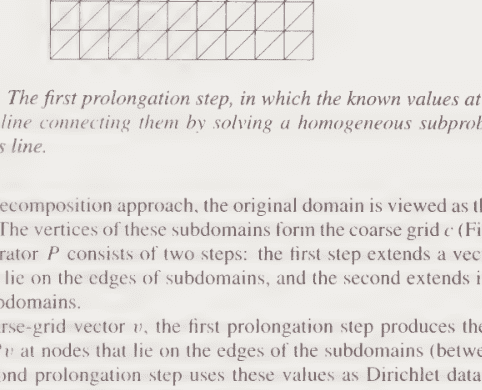 The first prolongation step, in which the known values at
line connecting them by solving a homogeneous subprob
s line.
ecomposition approach, the original domain is viewed as th
The vertices of these subdomains form the coarse grid c (Fi
rator P consists of two steps: the first step extends a vec
lie on the edges of subdomains, and the second extends i
odomains.
rse-grid vector v, the first prolongation step produces the
v at nodes that lie on the edges of the subdomains (betwe
ond prolongation step uses these values as Dirichlet data